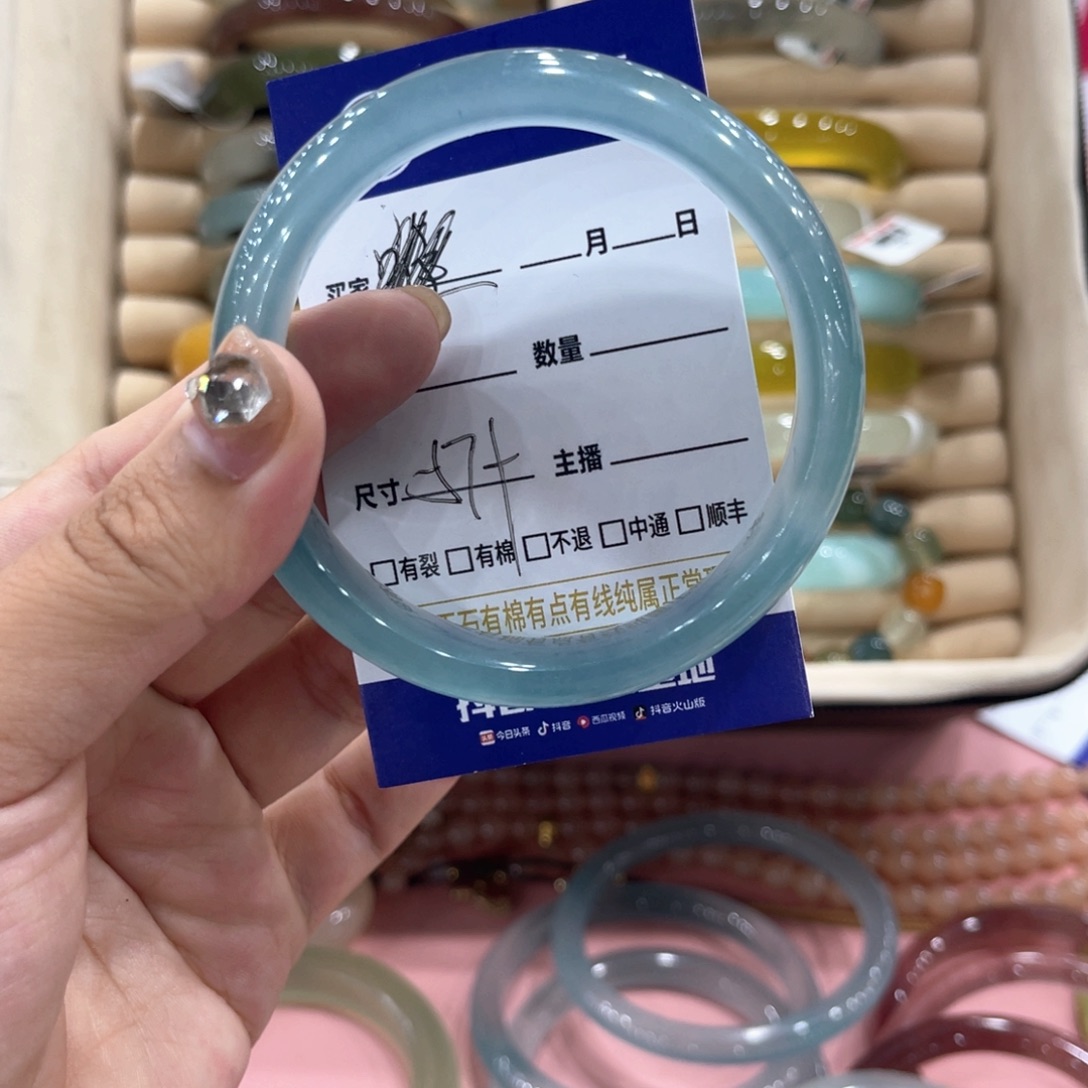 买家 月 日
数量
尺寸 57 主播
□有裂 □有棉 □不退 □中通 □顺丰
玉石有棉有点有线纯属正常
今日头条 抖音 西瓜视频 抖音火山版